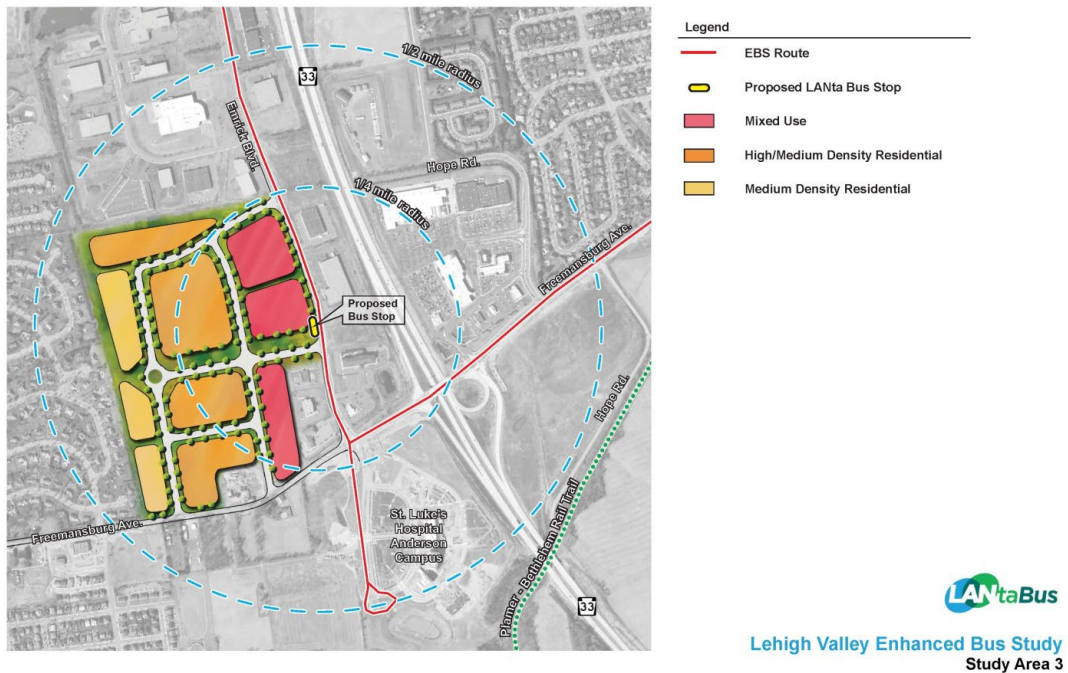 1/2 mile radius
33
Emrick Blvd.
Hope Rd.
1/4 mile radius
Freemansburg Ave.
Proposed
Bus Stop
Hope Rd.
Freemansburg Ave.
St. Luke's
Hospital
Anderson
Campus
Plamer - Bethlehem Rail Trail
33
Legend
EBS Route
Proposed LANta Bus Stop
Mixed Use
High/Medium Density Residential
Medium Density Residential
LANtaBus
Lehigh Valley Enhanced Bus Study
Study Area 3